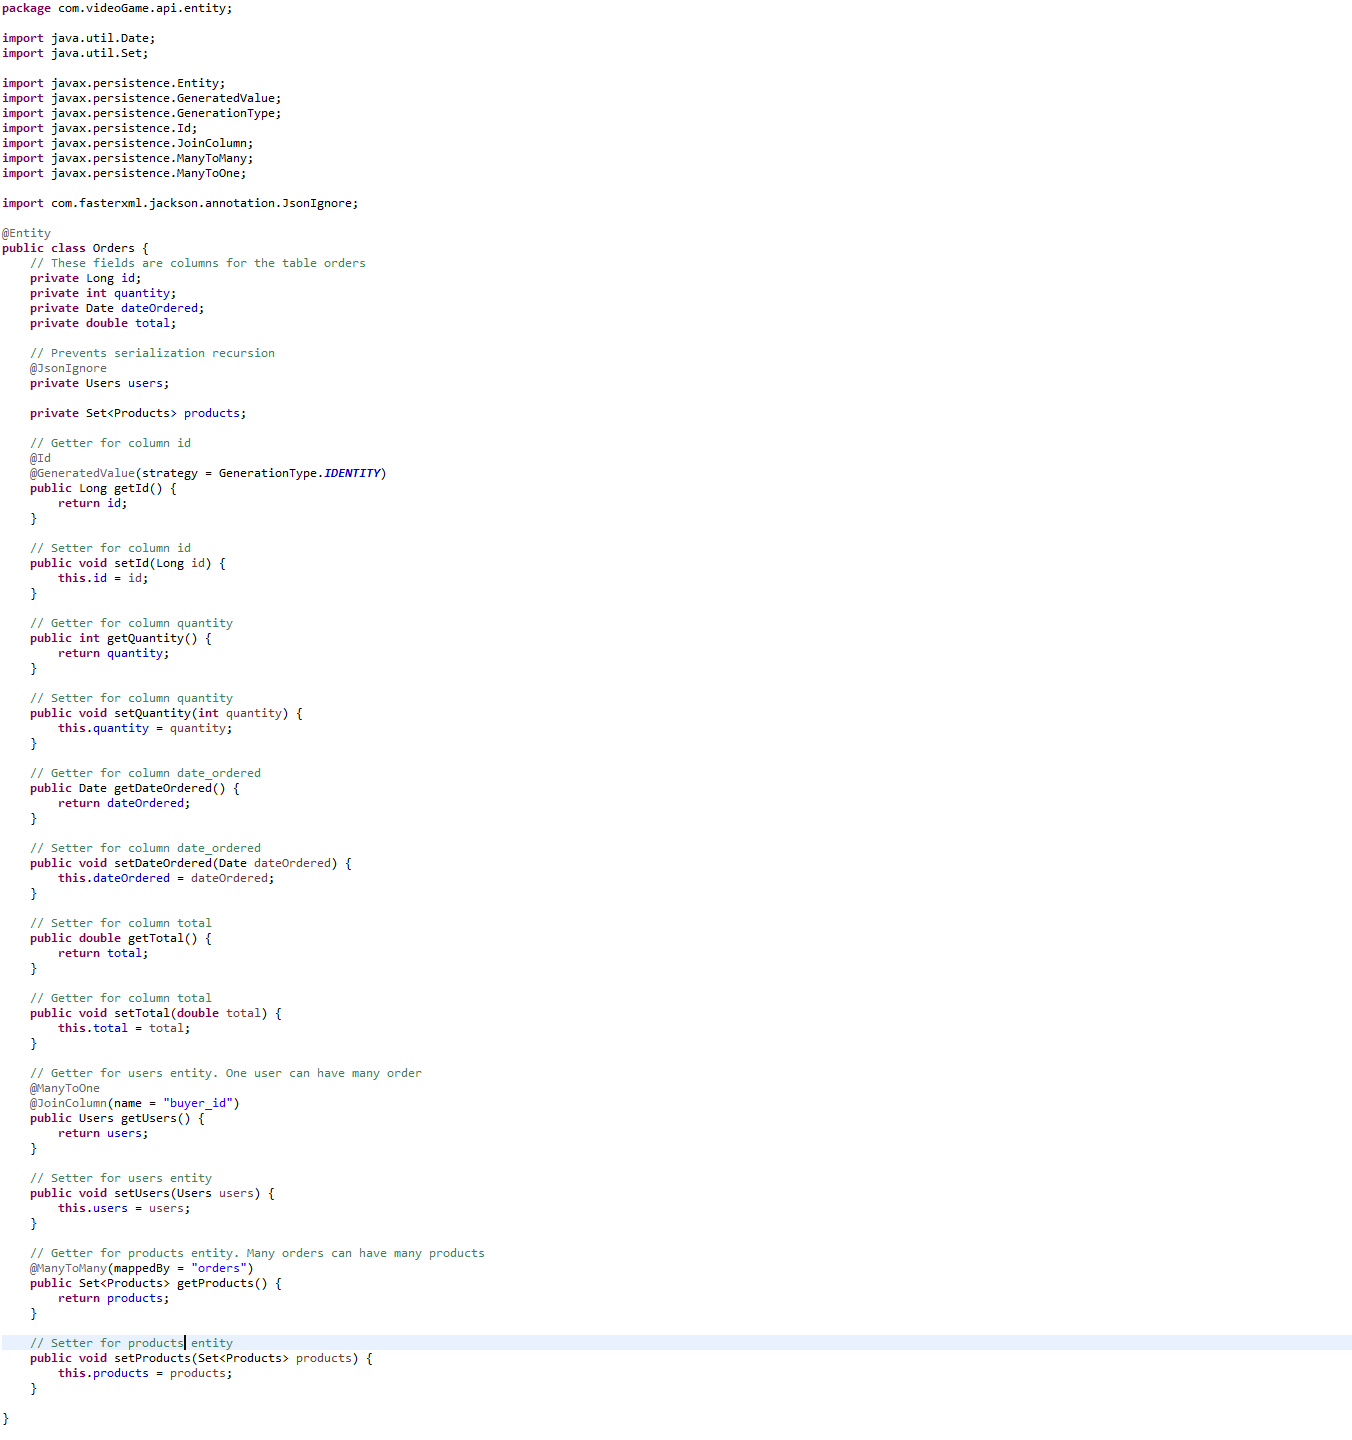 package com.videoGame.api.entity;
import java.util.Date;
import java.util.Set;
import javax.persistence.Entity;
import javax.persistence.GeneratedValue;
import javax.persistence.GenerationType;
import javax.persistence.Id;
import javax.persistence.JoinColumn;
import javax.persistence.ManyToMany;
import javax.persistence.ManyToOne;
import com.fasterxml.jackson.annotation.JsonIgnore;
@Entity
public class Orders {
// These fields are columns for the table orders
private Long id;
private int quantity;
private Date dateOrdered;
private double total;
// Prevents serialization recursion
@JsonIgnore
private Users users;
private Set<Products> products;
// Getter for column id
@Id
@GeneratedValue(strategy = GenerationType.IDENTITY)
public Long getId() {
return id;
}
// Setter for column id
public void setId(Long id) {
this.id = id;
}
// Getter for column quantity
public int getQuantity() {
return quantity;
}
// Setter for column quantity
public void setQuantity(int quantity) {
this.quantity = quantity;
}
// Getter for column date_ordered
public Date getDateOrdered() {
return dateOrdered;
}
// Setter for column date_ordered
public void setDateOrdered(Date dateOrdered) {
this.dateOrdered = dateOrdered;
}
// Setter for column total
public double getTotal() {
return total;
}
// Getter for column total
public void setTotal(double total) {
this.total = total;
}
// Getter for users entity. One user can have many order
@ManyToOne
@JoinColumn(name = "buyer_id")
public Users getUsers() {
return users;
}
// Setter for users entity
public void setUsers(Users users) {
this.users = users;
}
// Getter for products entity. Many orders can have many products
@ManyToMany(mappedBy = "orders")
public Set<Products> getProducts() {
return products;
}
// Setter for products entity
public void setProducts(Set<Products> products) {
this.products = products;
}
}